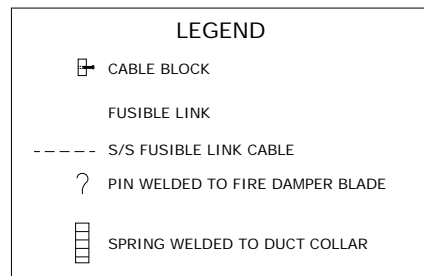 LEGEND
CABLE BLOCK
FUSIBLE LINK
S/S FUSIBLE LINK CABLE
PIN WELDED TO FIRE DAMPER BLADE
SPRING WELDED TO DUCT COLLAR